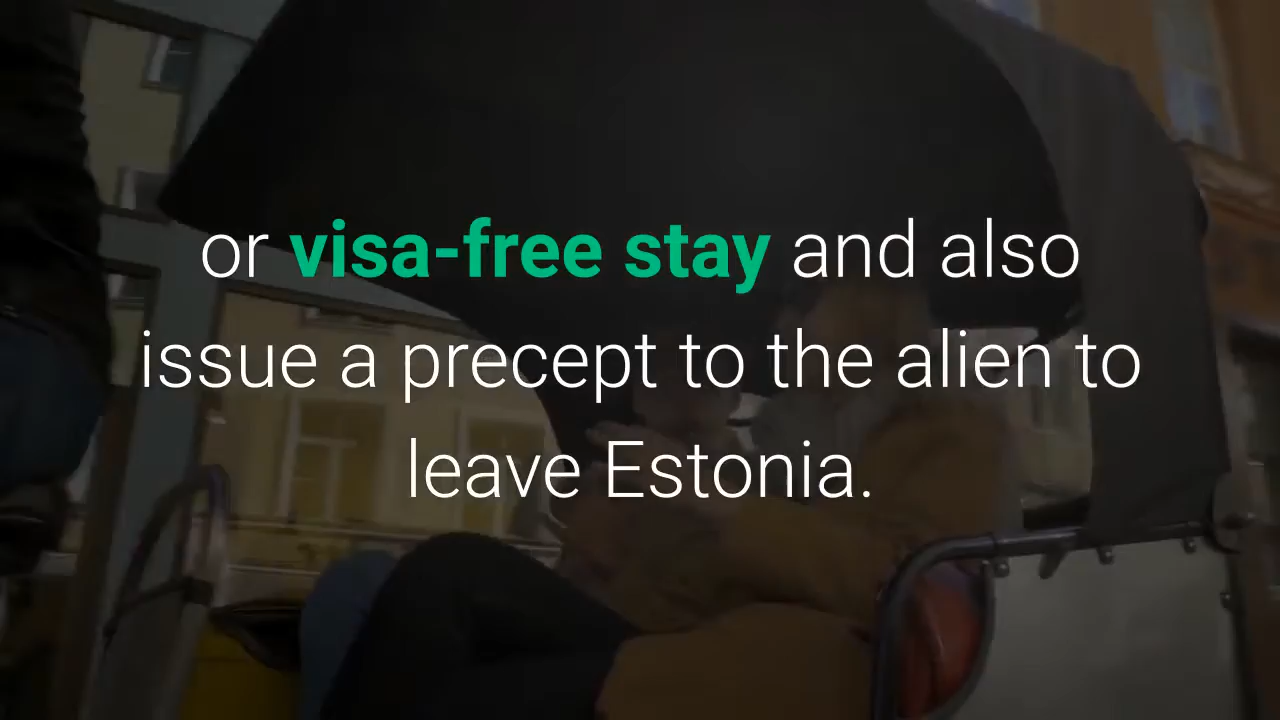 or visa-free stay and also
issue a precept to the alien to
leave Estonia.